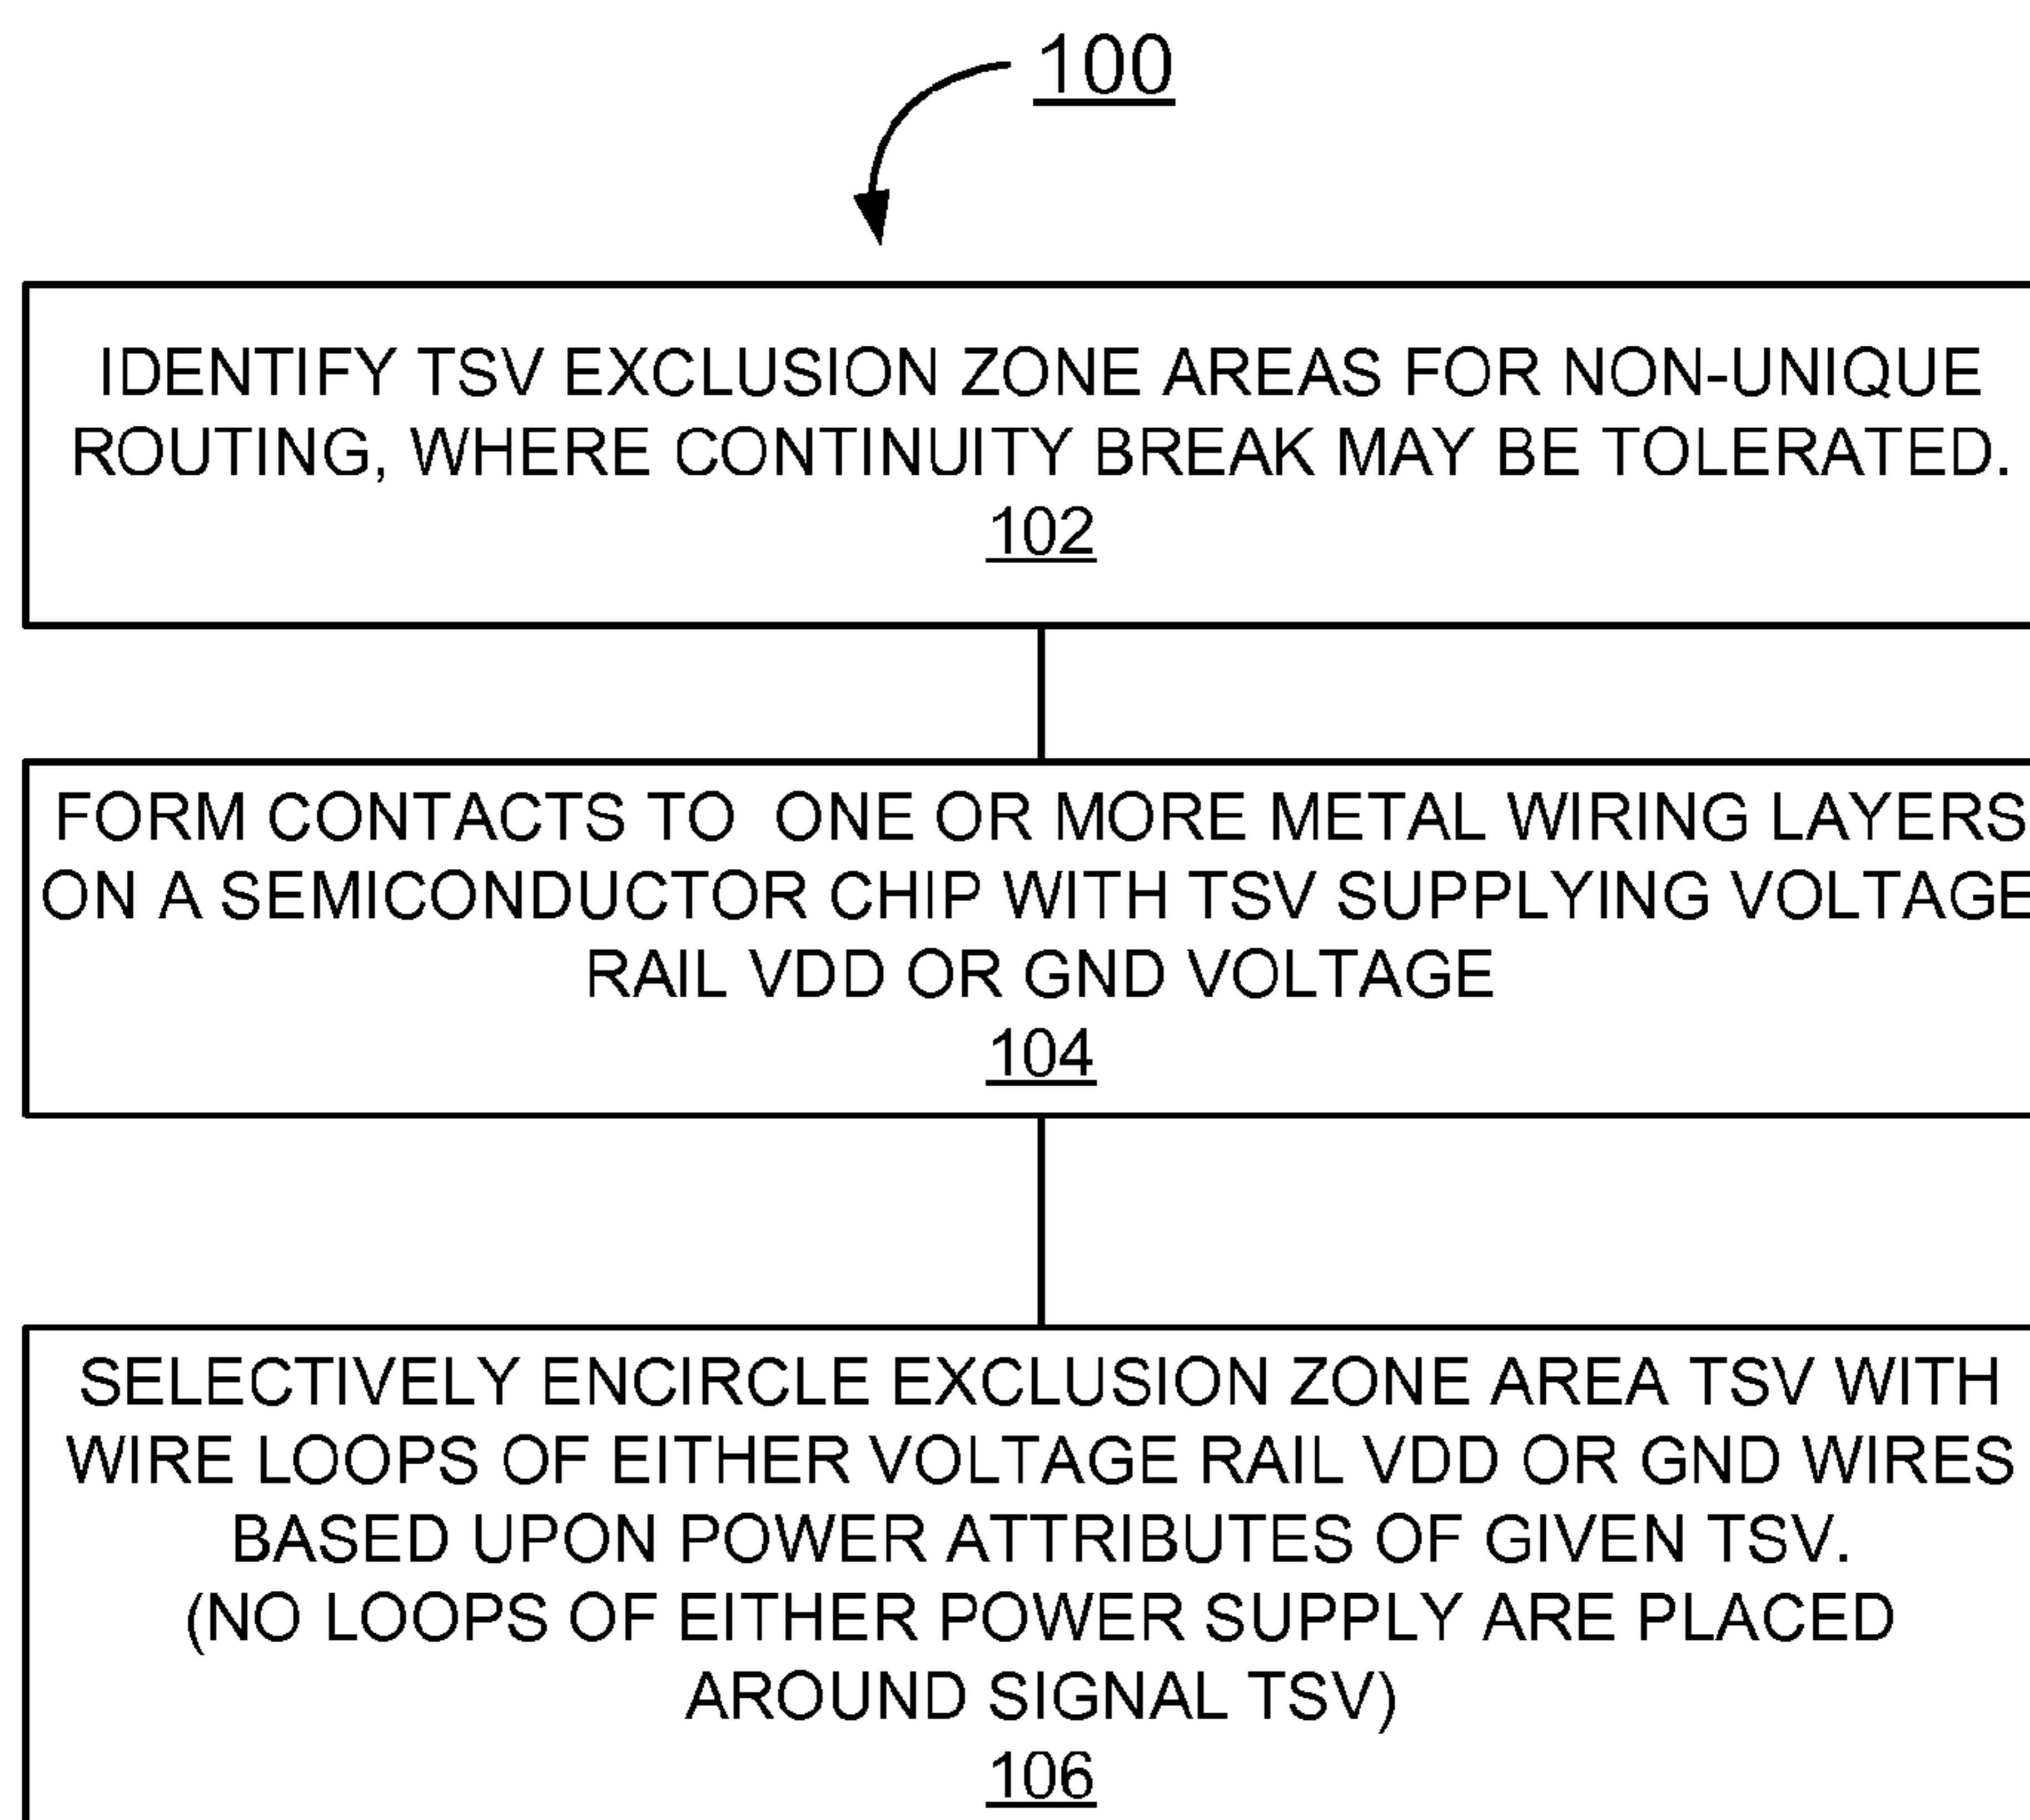 100
IDENTIFY TSV EXCLUSION ZONE AREAS FOR NON-UNIQUE
ROUTING, WHERE CONTINUITY BREAK MAY BE TOLERATED.
102
FORM CONTACTS TO ONE OR MORE METAL WIRING LAYERS
ON A SEMICONDUCTOR CHIP WITH TSV SUPPLYING VOLTAGE
RAIL VDD OR GND VOLTAGE
104
SELECTIVELY ENCIRCLE EXCLUSION ZONE AREA TSV WITH
WIRE LOOPS OF EITHER VOLTAGE RAIL VDD OR GND WIRES
BASED UPON POWER ATTRIBUTES OF GIVEN TSV.
(NO LOOPS OF EITHER POWER SUPPLY ARE PLACED
AROUND SIGNAL TSV)
106